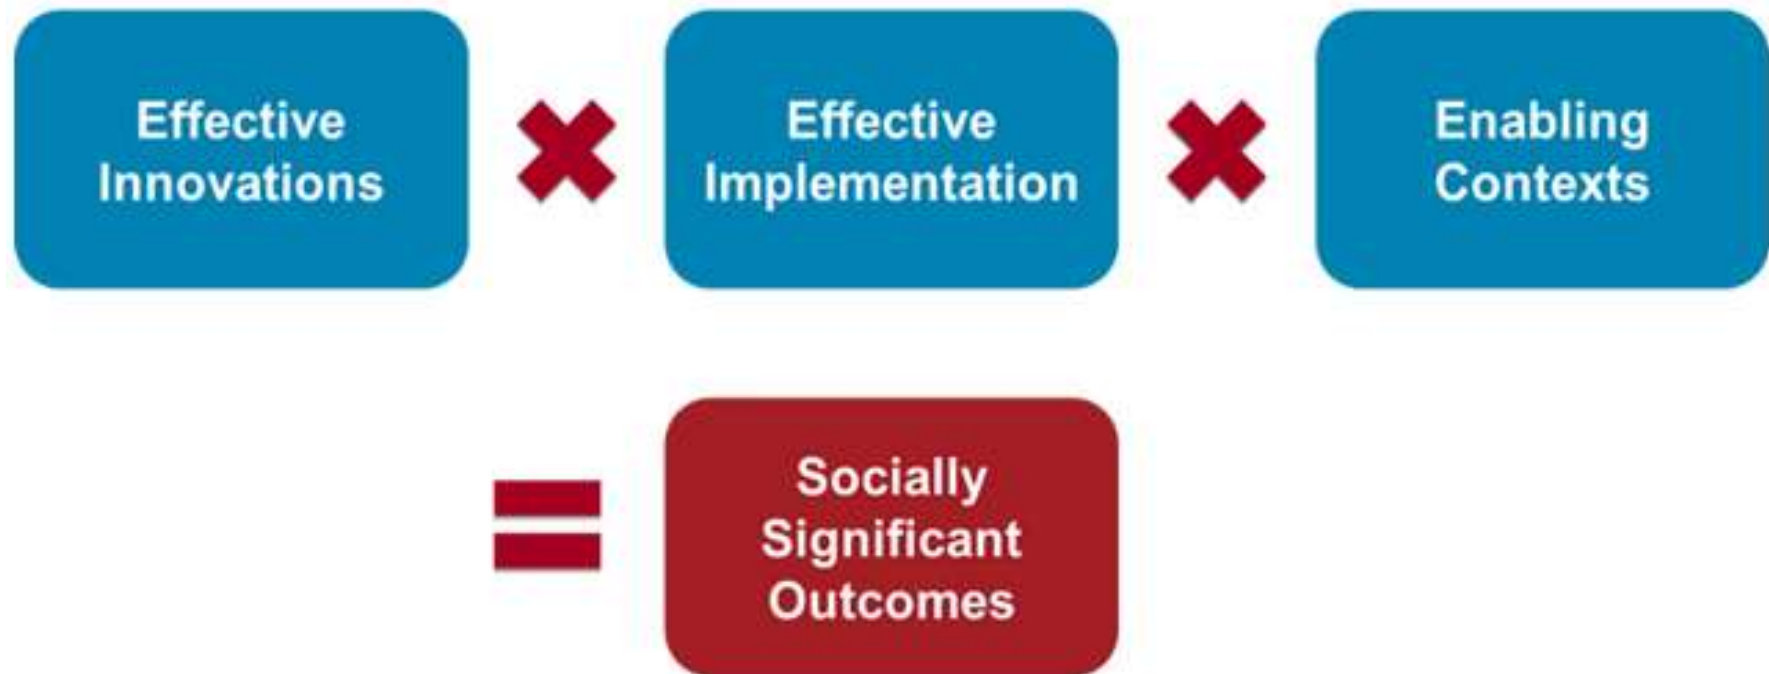 Effective
Innovations
Effective
Implementation
Enabling
Contexts
Socially
Significant
Outcomes